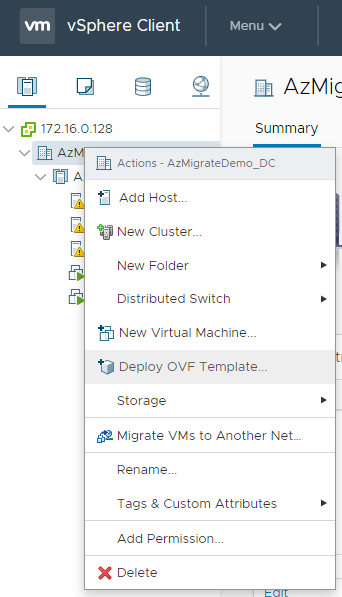 vm vSphere Client Menu
AzMig
Summary
172.16.0.128
AzM
A
Actions - AzMigrateDemo_DC
Add Host...
New Cluster...
New Folder
Distributed Switch
New Virtual Machine...
Deploy OVF Template...
Storage
Migrate VMs to Another Net...
Rename...
Tags & Custom Attributes
Add Permission...
Delete
Edit